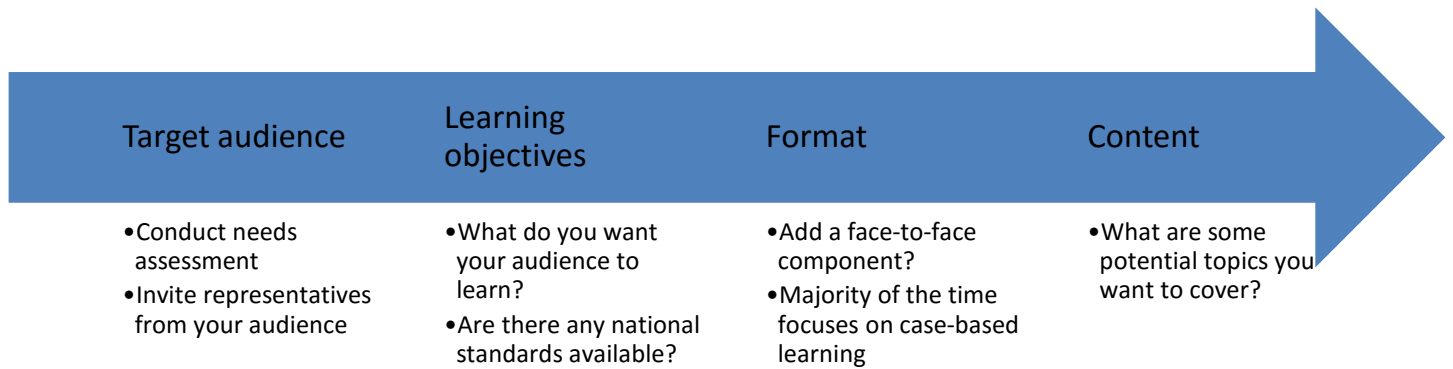 Target audience
Learning
objectives
Format
Content
•Conduct needs
assessment
•Invite representatives
from your audience
•What do you want
your audience to
learn?
•Are there any national
standards available?
•Add a face-to-face
component?
•Majority of the time
focuses on case-based
learning
•What are some
potential topics you
want to cover?